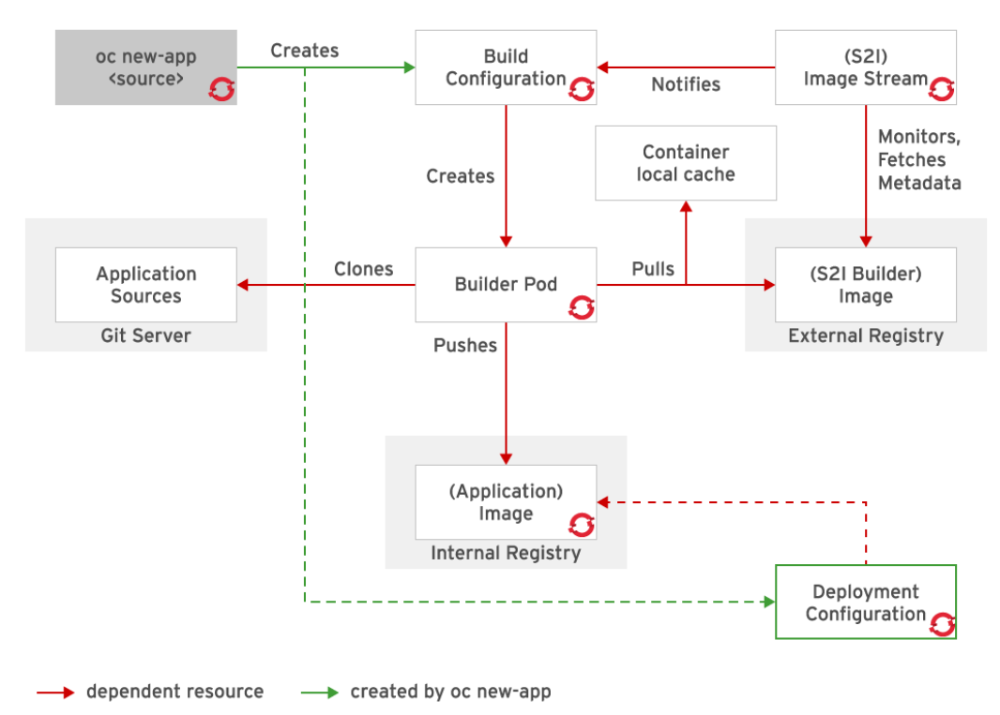 oc new-app
<source>
Creates
Build
Configuration
Notifies
(S2I)
Image Stream
Monitors,
Fetches
Metadata
Container
local cache
Creates
Application
Sources
Git Server
Clones
Builder Pod
Pulls
(S2I Builder)
Image
External Registry
Pushes
(Application)
Image
Internal Registry
Deployment
Configuration
dependent resource
created by oc new-app